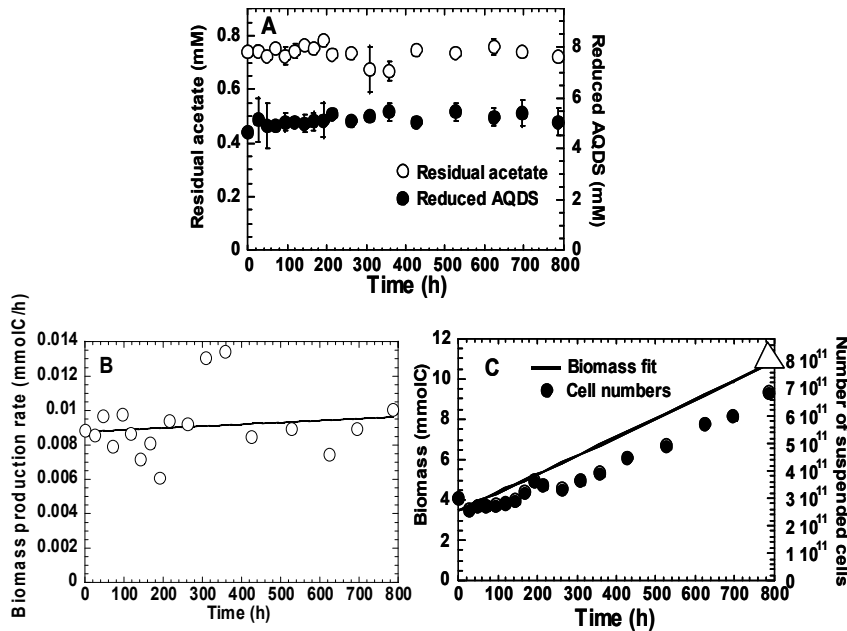 A
0.8
0.6
0.4
0.2
0
8
6
4
2
0
Residual acetate (mM)
Reduced AQDS (mM)
Residual acetate
Reduced AQDS
0 100 200 300 400 500 600 700 800
Time (h)
B
0.014
0.012
0.01
0.008
0.006
0.004
0.002
0
Biomass production rate (mmolC/h)
0 100 200 300 400 500 600 700 800
Time (h)
C
12
10
8
6
4
2
0
Biomass (mmolC)
Biomass fit
Cell numbers
8 10¹¹
7 10¹¹
6 10¹¹
5 10¹¹
4 10¹¹
3 10¹¹
2 10¹¹
1 10¹¹
0
Number of suspended cells
0 100 200 300 400 500 600 700 800
Time (h)